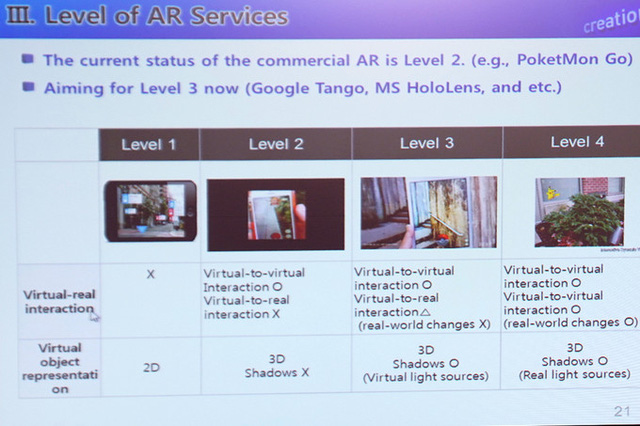 Ⅲ. Level of AR Services
creation
The current status of the commercial AR is Level 2. (e.g., PoketMon Go)
Aiming for Level 3 now (Google Tango, MS HoloLens, and etc.)
Level 1
Level 2
Level 3
Level 4
Virtual-real
interaction
X
Virtual-to-virtual
Interaction O
Virtual-to-real
interaction X
Virtual-to-virtual
interaction O
Virtual-to-real
interaction△
(real-world changes X)
Virtual-to-virtual
interaction O
Virtual-to-virtual
interaction O
(real-world changes O)
Virtual
object
representati
on
2D
3D
Shadows X
3D
Shadows O
(Virtual light sources)
3D
Shadows O
(Real light sources)
21